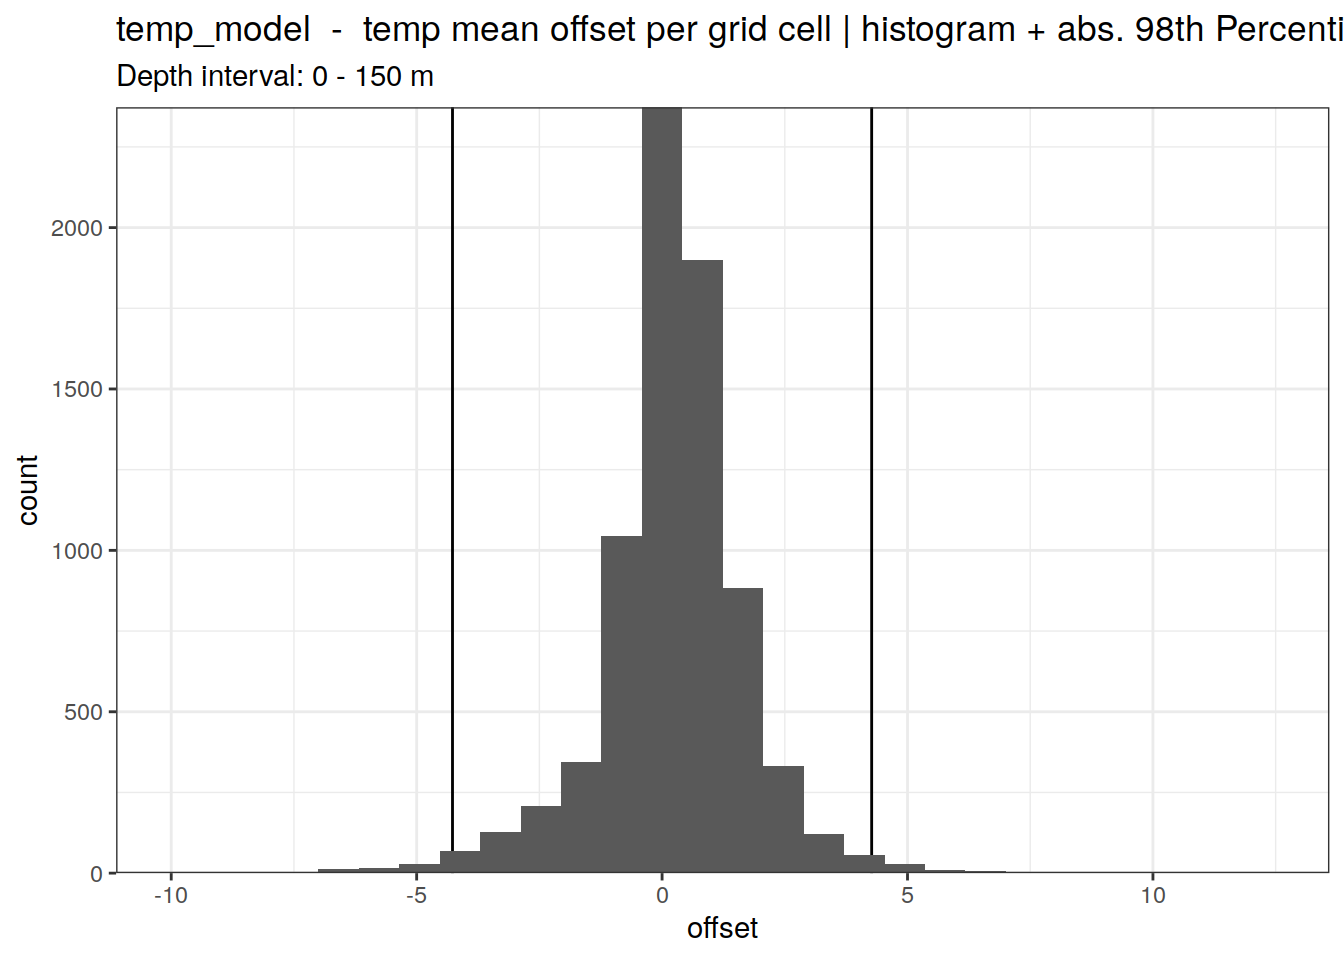 temp_model  -  temp mean offset per grid cell | histogram + abs. 98th
Depth interval: 0 - 150 m
2000
1500
1000
500
0
count
-10
-5
0
5
10
offset